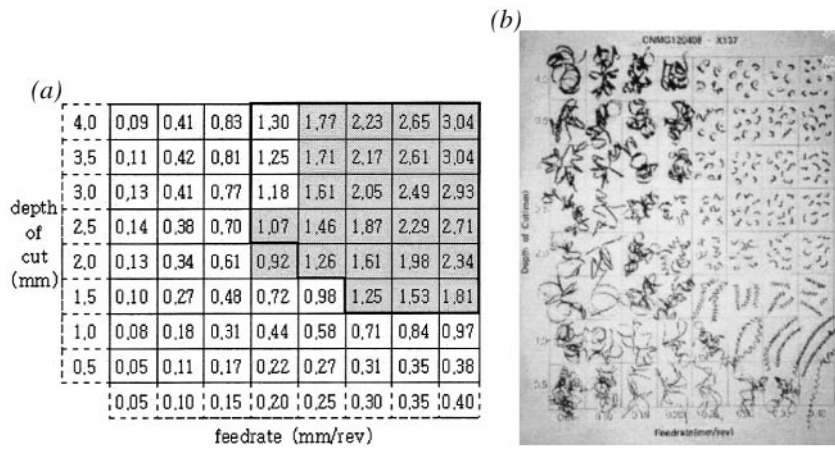 (a)
4.0 0.09 0.41 0.83 1.30 1.77 2.23 2.65 3.04
3.5 0.11 0.42 0.81 1.25 1.71 2.17 2.61 3.04
3.0 0.13 0.41 0.77 1.18 1.61 2.05 2.49 2.93
2.5 0.14 0.38 0.70 1.07 1.46 1.87 2.29 2.71
2.0 0.13 0.34 0.61 0.92 1.26 1.61 1.98 2.34
1.5 0.10 0.27 0.48 0.72 0.98 1.25 1.53 1.81
1.0 0.08 0.18 0.31 0.44 0.58 0.71 0.84 0.97
0.5 0.05 0.11 0.17 0.22 0.27 0.31 0.35 0.38
0.05 0.10 0.15 0.20 0.25 0.30 0.35 0.40
depth
of
cut
(mm)
feedrate (mm/rev)
(b)
CNMG120408 - X137
Depth of Cut(mm)
0.10 0.15 0.20
Feedrate(mm/rev)